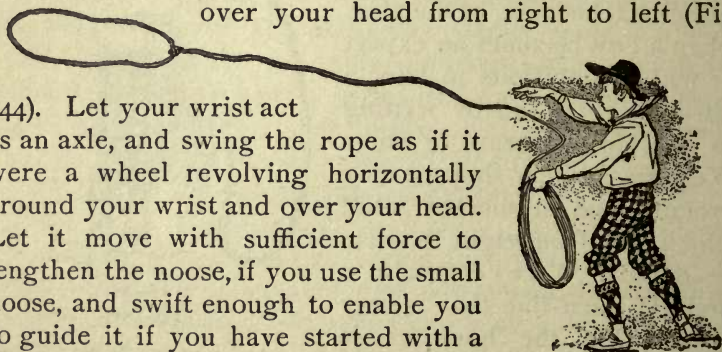 over your head from right to left (Fi
44). Let your wrist act
s an axle, and swing the rope as if it
were a wheel revolving horizontally
round your wrist and over your head.
Let it move with sufficient force to
engthen the noose, if you use the small
oose, and swift enough to enable you
o guide it if you have started with a